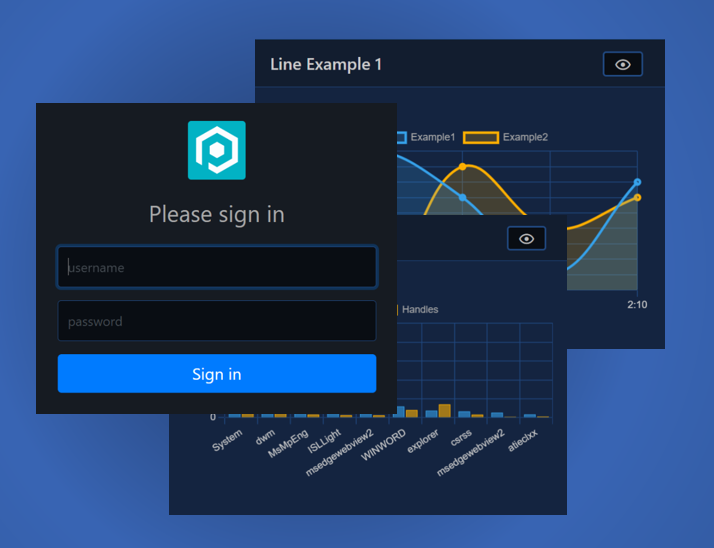 Line Example 1
Example1 Example2
Please sign in
username
password
Sign in
2:10
Handles
0
System dwm MsMpEng ISLLight msedgewebview2 WINWORD explorer csrss msedgewebview2 atieclxx